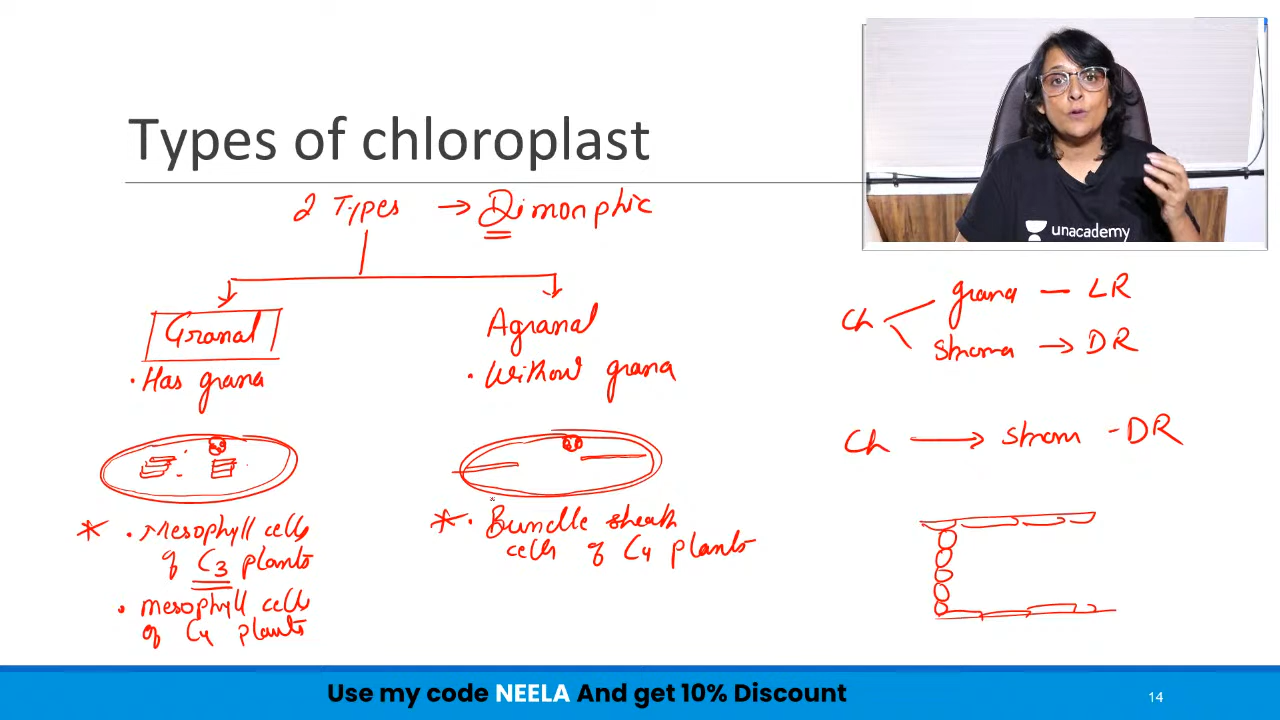 Types of chloroplast
2 Types → Dimorphic
Granal
• Has grana
* • Mesophyll cells
of C3 plants
• mesophyll cells
of C4 plants
Agranal
• Without grana
* • Bundle sheath
cells of C4 plants
unacademy
Ch
grana — LR
stroma → DR
Ch → strom - DR
Use my code NEELA And get 10% Discount
14